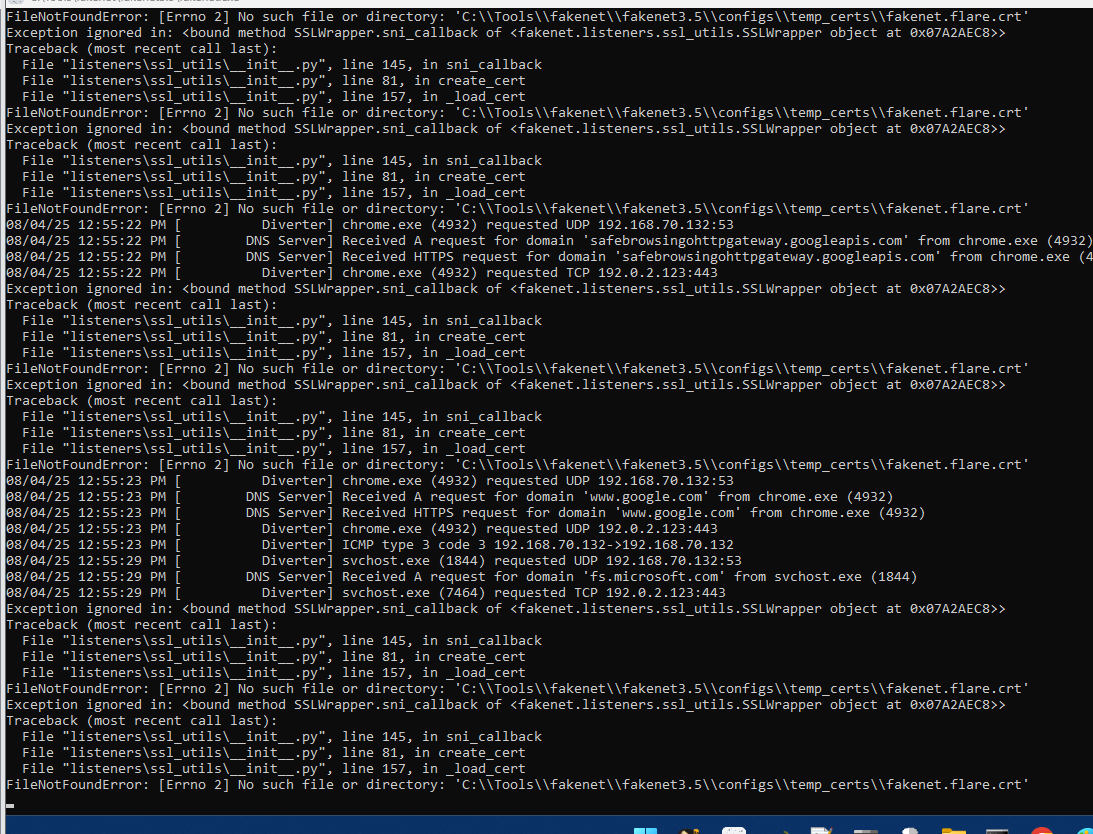 FileNotFoundError: [Errno 2] No such file or directory: 'C:\\Tools\\fakenet\\fakenet3.5\\configs\\temp_certs\\fakenet.flare.crt'
Exception ignored in: <bound method SSLWrapper.sni_callback of <fakenet.listeners.ssl_utils.SSLWrapper object at 0x07A2AEC8>>
Traceback (most recent call last):
  File "listeners\ssl_utils\__init__.py", line 145, in sni_callback
  File "listeners\ssl_utils\__init__.py", line 81, in create_cert
  File "listeners\ssl_utils\__init__.py", line 157, in _load_cert
FileNotFoundError: [Errno 2] No such file or directory: 'C:\\Tools\\fakenet\\fakenet3.5\\configs\\temp_certs\\fakenet.flare.crt'
Exception ignored in: <bound method SSLWrapper.sni_callback of <fakenet.listeners.ssl_utils.SSLWrapper object at 0x07A2AEC8>>
Traceback (most recent call last):
  File "listeners\ssl_utils\__init__.py", line 145, in sni_callback
  File "listeners\ssl_utils\__init__.py", line 81, in create_cert
  File "listeners\ssl_utils\__init__.py", line 157, in _load_cert
FileNotFoundError: [Errno 2] No such file or directory: 'C:\\Tools\\fakenet\\fakenet3.5\\configs\\temp_certs\\fakenet.flare.crt'
08/04/25 12:55:22 PM [          Diverter] chrome.exe (4932) requested UDP 192.168.70.132:53
08/04/25 12:55:22 PM [        DNS Server] Received A request for domain 'safebrowsingohttpgateway.googleapis.com' from chrome.exe (4932)
08/04/25 12:55:22 PM [        DNS Server] Received HTTPS request for domain 'safebrowsingohttpgateway.googleapis.com' from chrome.exe (4
08/04/25 12:55:22 PM [          Diverter] chrome.exe (4932) requested TCP 192.0.2.123:443
Exception ignored in: <bound method SSLWrapper.sni_callback of <fakenet.listeners.ssl_utils.SSLWrapper object at 0x07A2AEC8>>
Traceback (most recent call last):
  File "listeners\ssl_utils\__init__.py", line 145, in sni_callback
  File "listeners\ssl_utils\__init__.py", line 81, in create_cert
  File "listeners\ssl_utils\__init__.py", line 157, in _load_cert
FileNotFoundError: [Errno 2] No such file or directory: 'C:\\Tools\\fakenet\\fakenet3.5\\configs\\temp_certs\\fakenet.flare.crt'
Exception ignored in: <bound method SSLWrapper.sni_callback of <fakenet.listeners.ssl_utils.SSLWrapper object at 0x07A2AEC8>>
Traceback (most recent call last):
  File "listeners\ssl_utils\__init__.py", line 145, in sni_callback
  File "listeners\ssl_utils\__init__.py", line 81, in create_cert
  File "listeners\ssl_utils\__init__.py", line 157, in _load_cert
FileNotFoundError: [Errno 2] No such file or directory: 'C:\\Tools\\fakenet\\fakenet3.5\\configs\\temp_certs\\fakenet.flare.crt'
08/04/25 12:55:23 PM [          Diverter] chrome.exe (4932) requested UDP 192.168.70.132:53
08/04/25 12:55:23 PM [        DNS Server] Received A request for domain 'www.google.com' from chrome.exe (4932)
08/04/25 12:55:23 PM [        DNS Server] Received HTTPS request for domain 'www.google.com' from chrome.exe (4932)
08/04/25 12:55:23 PM [          Diverter] chrome.exe (4932) requested UDP 192.0.2.123:443
08/04/25 12:55:23 PM [          Diverter] ICMP type 3 code 3 192.168.70.132->192.168.70.132
08/04/25 12:55:29 PM [          Diverter] svchost.exe (1844) requested UDP 192.168.70.132:53
08/04/25 12:55:29 PM [        DNS Server] Received A request for domain 'fs.microsoft.com' from svchost.exe (1844)
08/04/25 12:55:29 PM [          Diverter] svchost.exe (7464) requested TCP 192.0.2.123:443
Exception ignored in: <bound method SSLWrapper.sni_callback of <fakenet.listeners.ssl_utils.SSLWrapper object at 0x07A2AEC8>>
Traceback (most recent call last):
  File "listeners\ssl_utils\__init__.py", line 145, in sni_callback
  File "listeners\ssl_utils\__init__.py", line 81, in create_cert
  File "listeners\ssl_utils\__init__.py", line 157, in _load_cert
FileNotFoundError: [Errno 2] No such file or directory: 'C:\\Tools\\fakenet\\fakenet3.5\\configs\\temp_certs\\fakenet.flare.crt'
Exception ignored in: <bound method SSLWrapper.sni_callback of <fakenet.listeners.ssl_utils.SSLWrapper object at 0x07A2AEC8>>
Traceback (most recent call last):
  File "listeners\ssl_utils\__init__.py", line 145, in sni_callback
  File "listeners\ssl_utils\__init__.py", line 81, in create_cert
  File "listeners\ssl_utils\__init__.py", line 157, in _load_cert
FileNotFoundError: [Errno 2] No such file or directory: 'C:\\Tools\\fakenet\\fakenet3.5\\configs\\temp_certs\\fakenet.flare.crt'